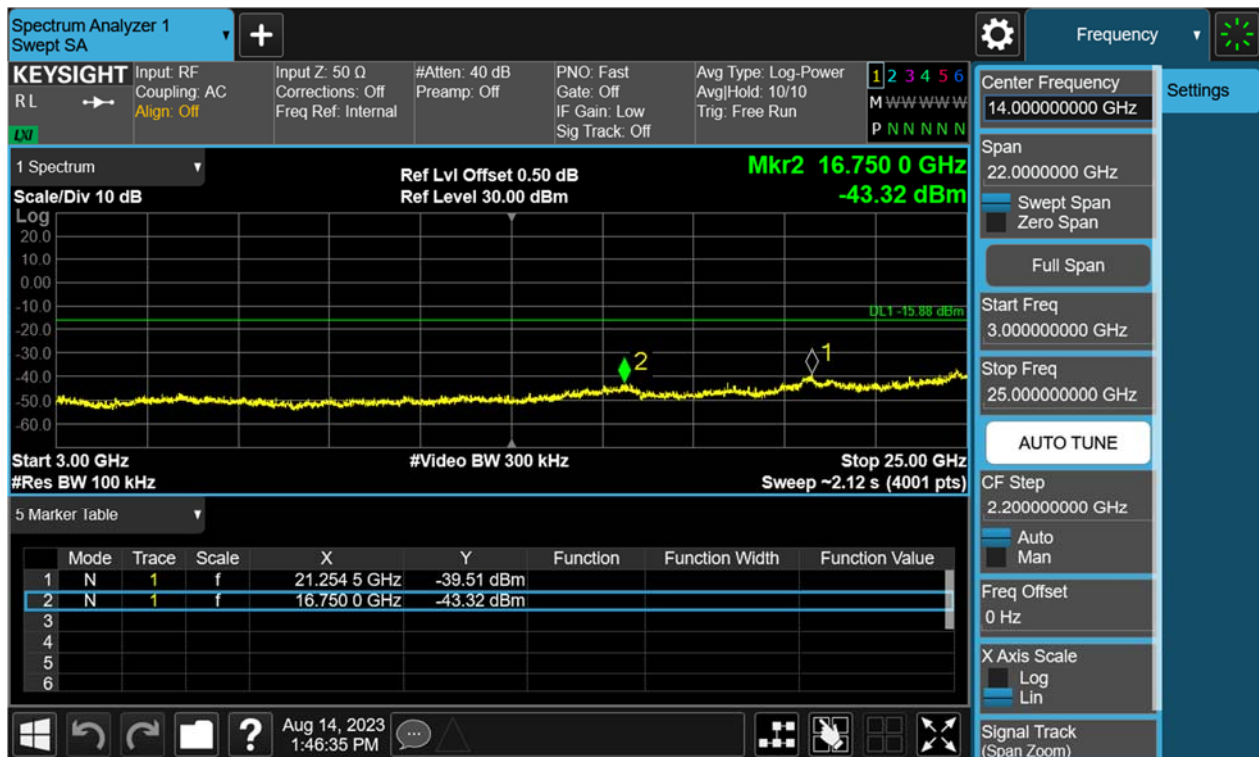 Spectrum Analyzer 1
Swept SA
+
Frequency
KEYSIGHT
RL
LXI
Input: RF
Coupling: AC
Align: Off
Input Z: 50 Ω
Corrections: Off
Freq Ref: Internal
#Atten: 40 dB
Preamp: Off
PNO: Fast
Gate: Off
IF Gain: Low
Sig Track: Off
Avg Type: Log-Power
Avg|Hold: 10/10
Trig: Free Run
1 2 3 4 5 6
M W W W W W
P N N N N N
1 Spectrum
Scale/Div 10 dB
Ref Lvl Offset 0.50 dB
Ref Level 30.00 dBm
Mkr2 16.750 0 GHz
-43.32 dBm
Log
20.0
10.0
0.00
-10.0
-20.0
-30.0
-40.0
-50.0
-60.0
DL1 -15.88 dBm
2
1
Start 3.00 GHz
#Video BW 300 kHz
Stop 25.00 GHz
#Res BW 100 kHz
Sweep ~2.12 s (4001 pts)
5 Marker Table
Mode Trace Scale X Y Function Function Width Function Value
1 N 1 f 21.254 5 GHz -39.51 dBm
2 N 1 f 16.750 0 GHz -43.32 dBm
3
4
5
6
Aug 14, 2023
1:46:35 PM
?
Settings
Center Frequency
14.000000000 GHz
Span
22.0000000 GHz
Swept Span
Zero Span
Full Span
Start Freq
3.000000000 GHz
Stop Freq
25.000000000 GHz
AUTO TUNE
CF Step
2.200000000 GHz
Auto
Man
Freq Offset
0 Hz
X Axis Scale
Log
Lin
Signal Track
(Span Zoom)